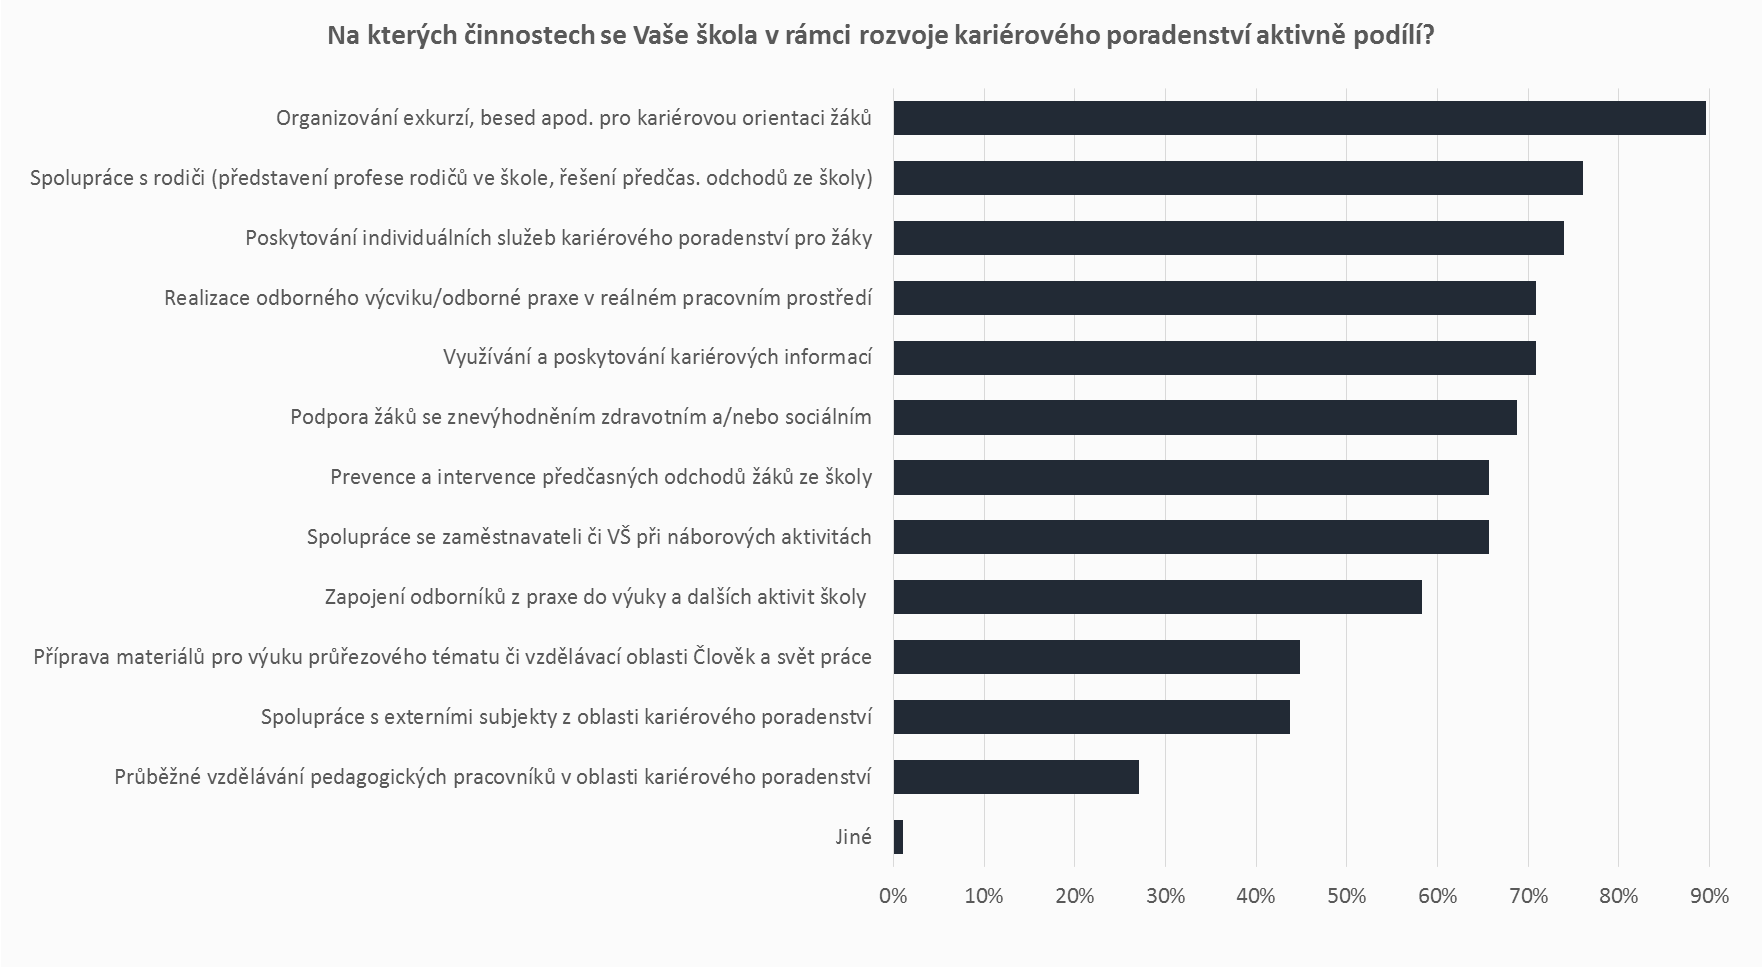 Na kterých činnostech se Vaše škola v rámci rozvoje kariérového poradenství aktivně podílí?
Organizování exkurzí, besed apod. pro kariérovou orientaci žáků
Spolupráce s rodiči (představení profese rodičů ve škole, řešení předčas. odchodů ze školy)
Poskytování individuálních služeb kariérového poradenství pro žáky
Realizace odborného výcviku/odborné praxe v reálném pracovním prostředí
Využívání a poskytování kariérových informací
Podpora žáků se znevýhodněním zdravotním a/nebo sociálním
Prevence a intervence předčasných odchodů žáků ze školy
Spolupráce se zaměstnavateli či VŠ při náborových aktivitách
Zapojení odborníků z praxe do výuky a dalších aktivit školy
Příprava materiálů pro výuku průřezového tématu či vzdělávací oblasti Člověk a svět práce
Spolupráce s externími subjekty z oblasti kariérového poradenství
Průběžné vzdělávání pedagogických pracovníků v oblasti kariérového poradenství
Jiné
0% 10% 20% 30% 40% 50% 60% 70% 80% 90%